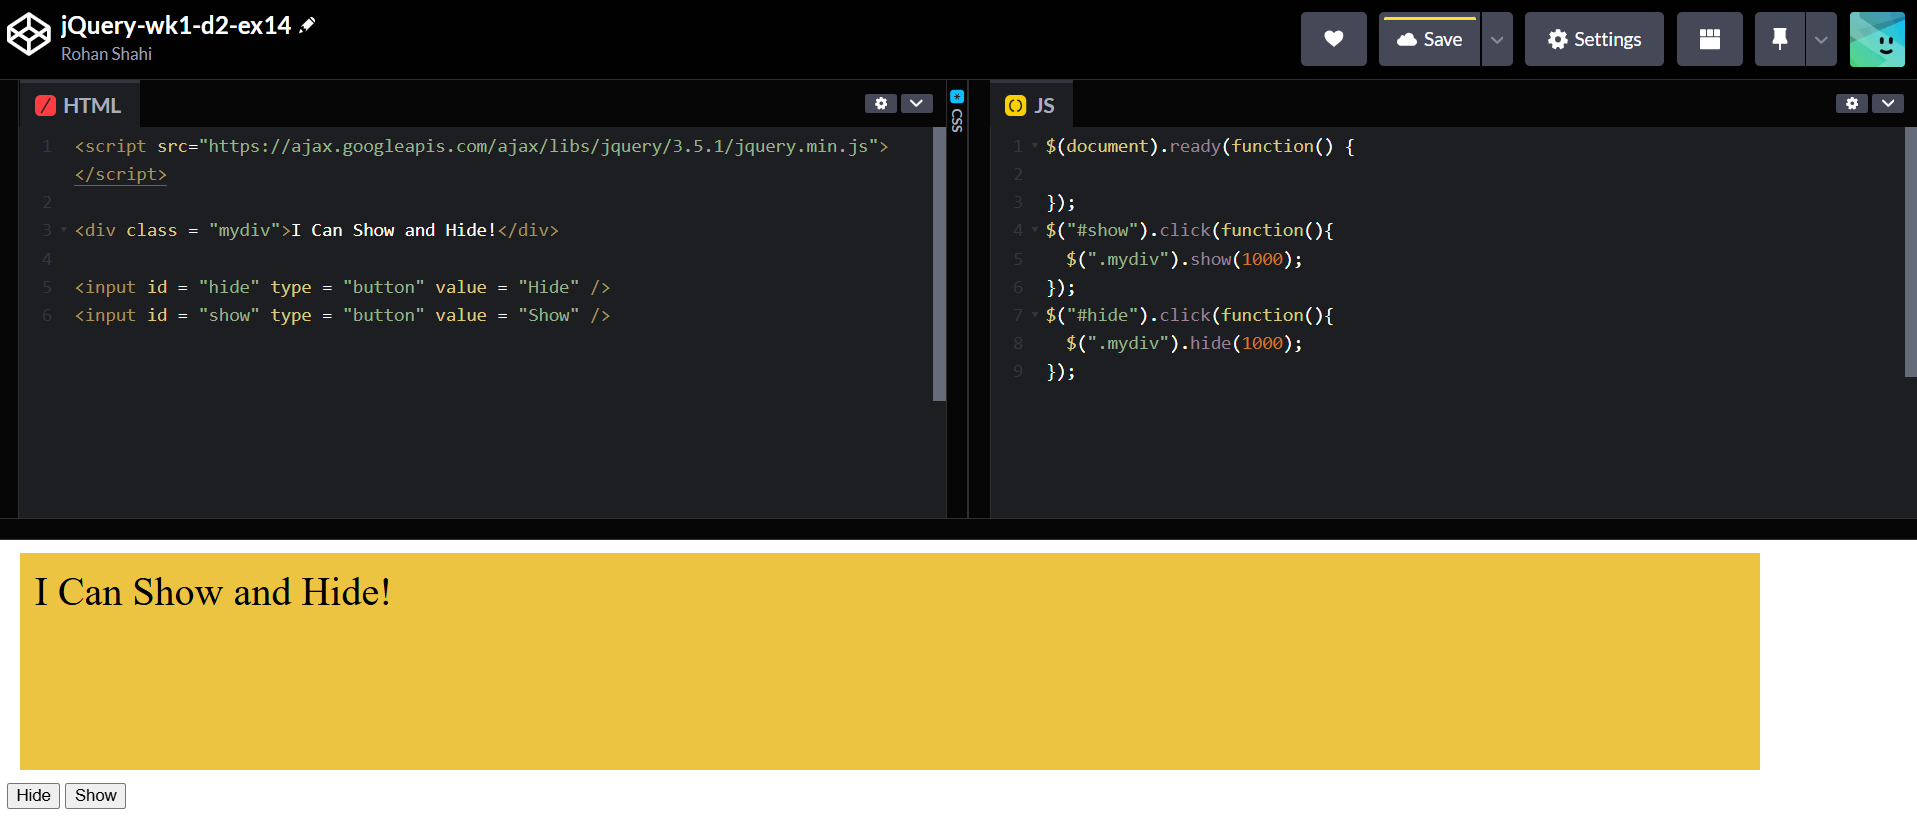 jQuery-wk1-d2-ex14
Rohan Shahi
Save
Settings
HTML
1 <script src="https://ajax.googleapis.com/ajax/libs/jquery/3.5.1/jquery.min.js">
</script>
2
3 <div class = "mydiv">I Can Show and Hide!</div>
4
5 <input id = "hide" type = "button" value = "Hide" />
6 <input id = "show" type = "button" value = "Show" />
* CSS
JS
1 $(document).ready(function() {
2
3 });
4 $("#show").click(function(){
5   $(".mydiv").show(1000);
6 });
7 $("#hide").click(function(){
8   $(".mydiv").hide(1000);
9 });
I Can Show and Hide!
Hide Show